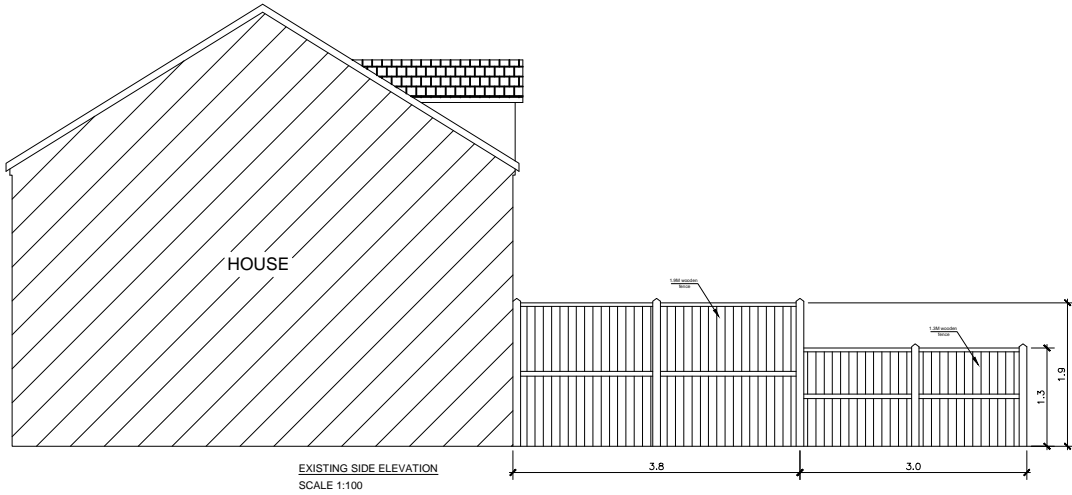 HOUSE
1.9M wooden
fence
1.3M wooden
fence
1.3
1.9
3.8
3.0
EXISTING SIDE ELEVATION
SCALE 1:100